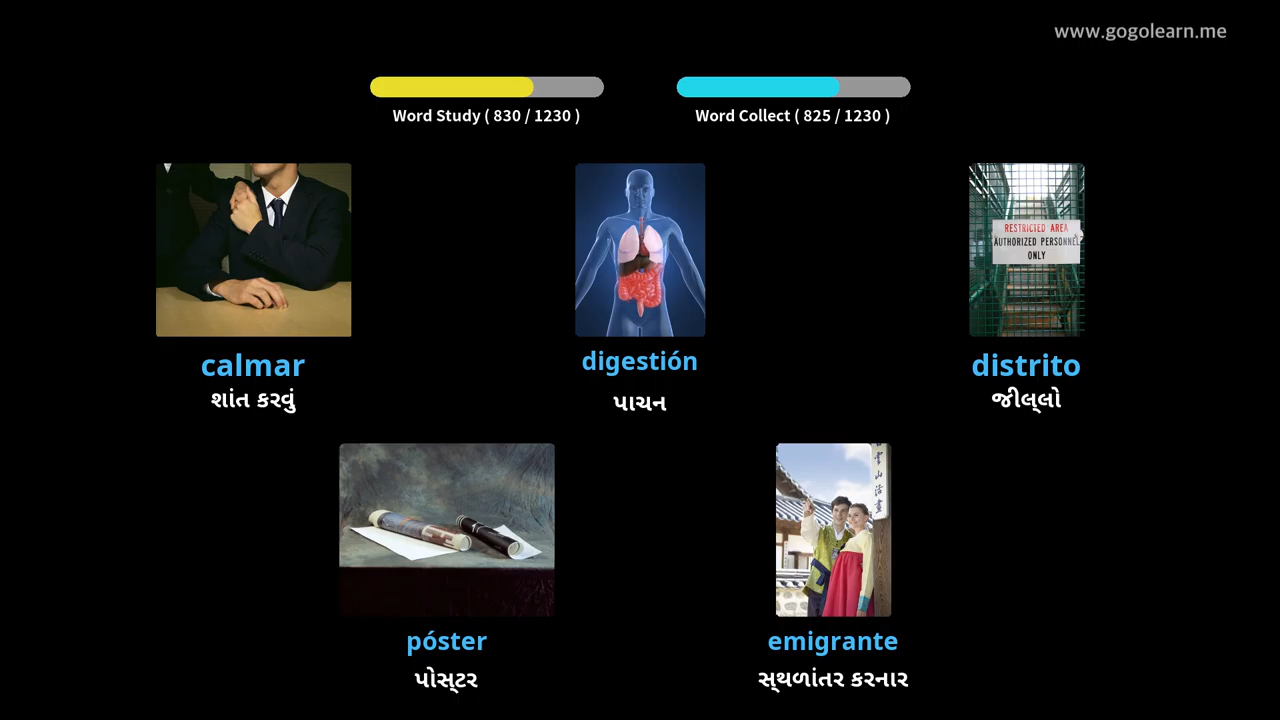 www.gogolearn.me
Word Study ( 830 / 1230 )
Word Collect ( 825 / 1230 )
RESTRICTED AREA
AUTHORIZED PERSONNEL
ONLY
calmar
શાંત કરવું
digestión
પાચન
distrito
જીલ્લો
póster
પોસ્ટર
emigrante
સ્થળાંતર કરનાર